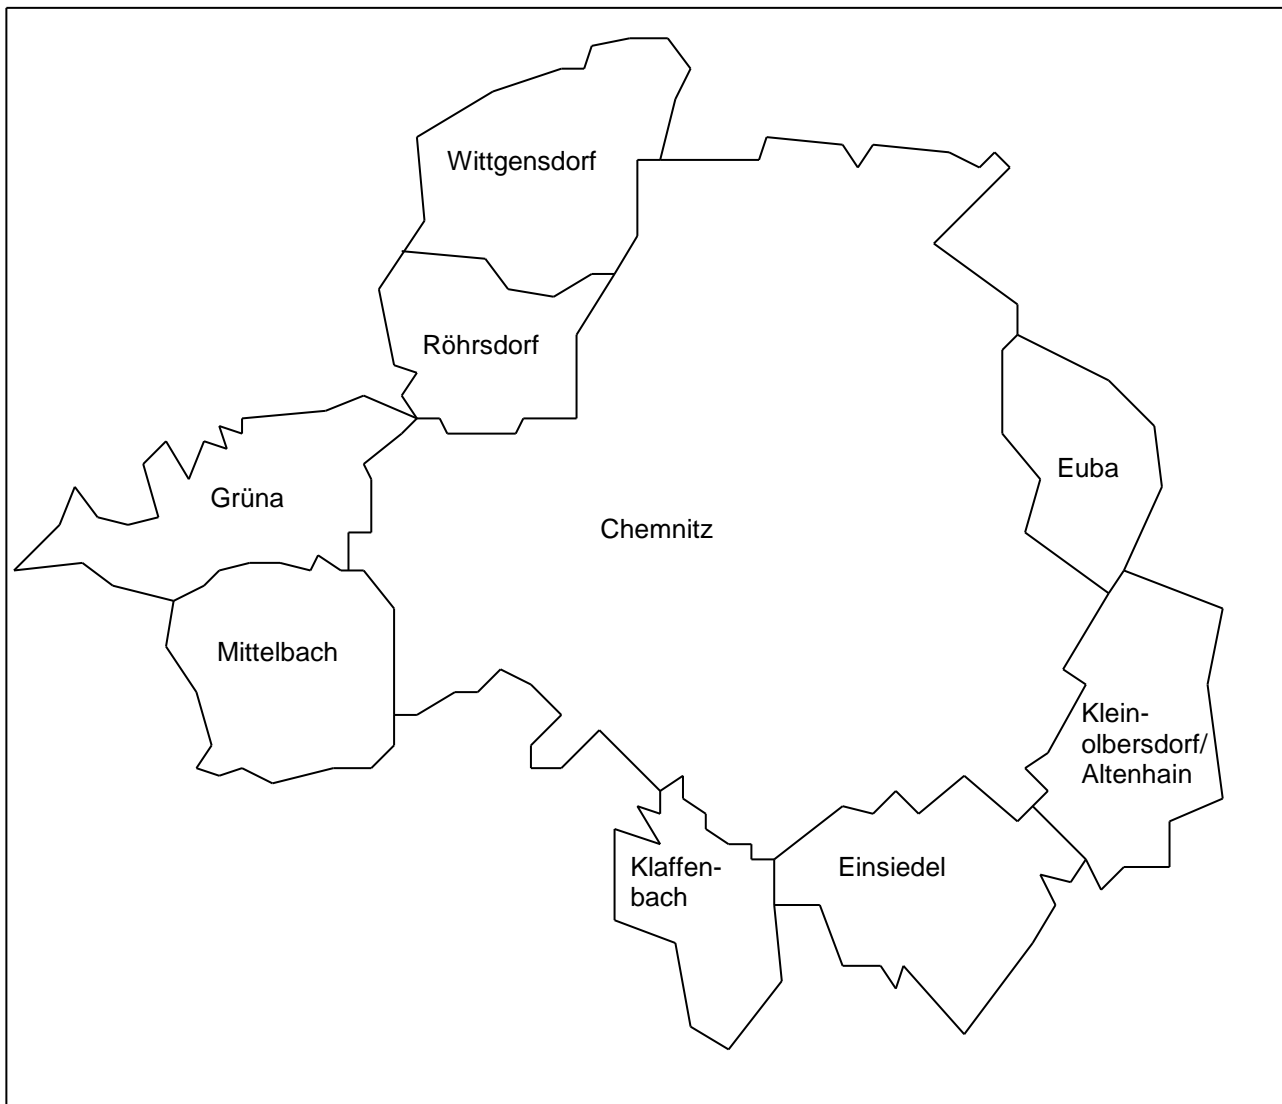 Wittgensdorf
Röhrsdorf
Euba
Grüna
Chemnitz
Mittelbach
Klein-
olbersdorf/
Altenhain
Klaffen-
bach
Einsiedel